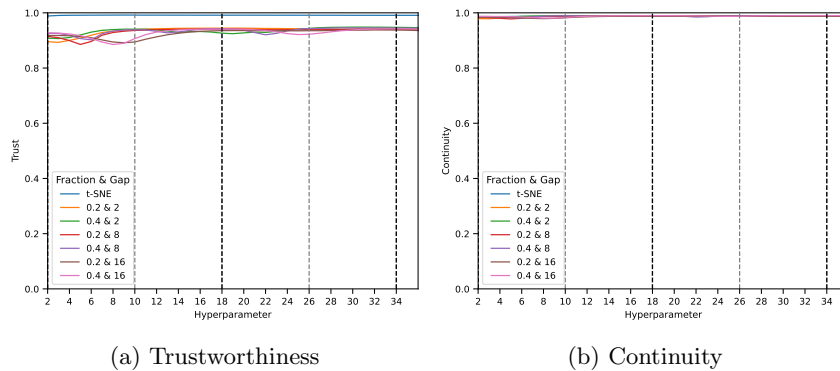 1.0
0.8
0.6
0.4
0.2
0.0
Trust
Fraction & Gap
t-SNE
0.2 & 2
0.4 & 2
0.2 & 8
0.4 & 8
0.2 & 16
0.4 & 16
2 4 6 8 10 12 14 16 18 20 22 24 26 28 30 32 34
Hyperparameter
(a) Trustworthiness
1.0
0.8
0.6
0.4
0.2
0.0
Continuity
Fraction & Gap
t-SNE
0.2 & 2
0.4 & 2
0.2 & 8
0.4 & 8
0.2 & 16
0.4 & 16
2 4 6 8 10 12 14 16 18 20 22 24 26 28 30 32 34
Hyperparameter
(b) Continuity